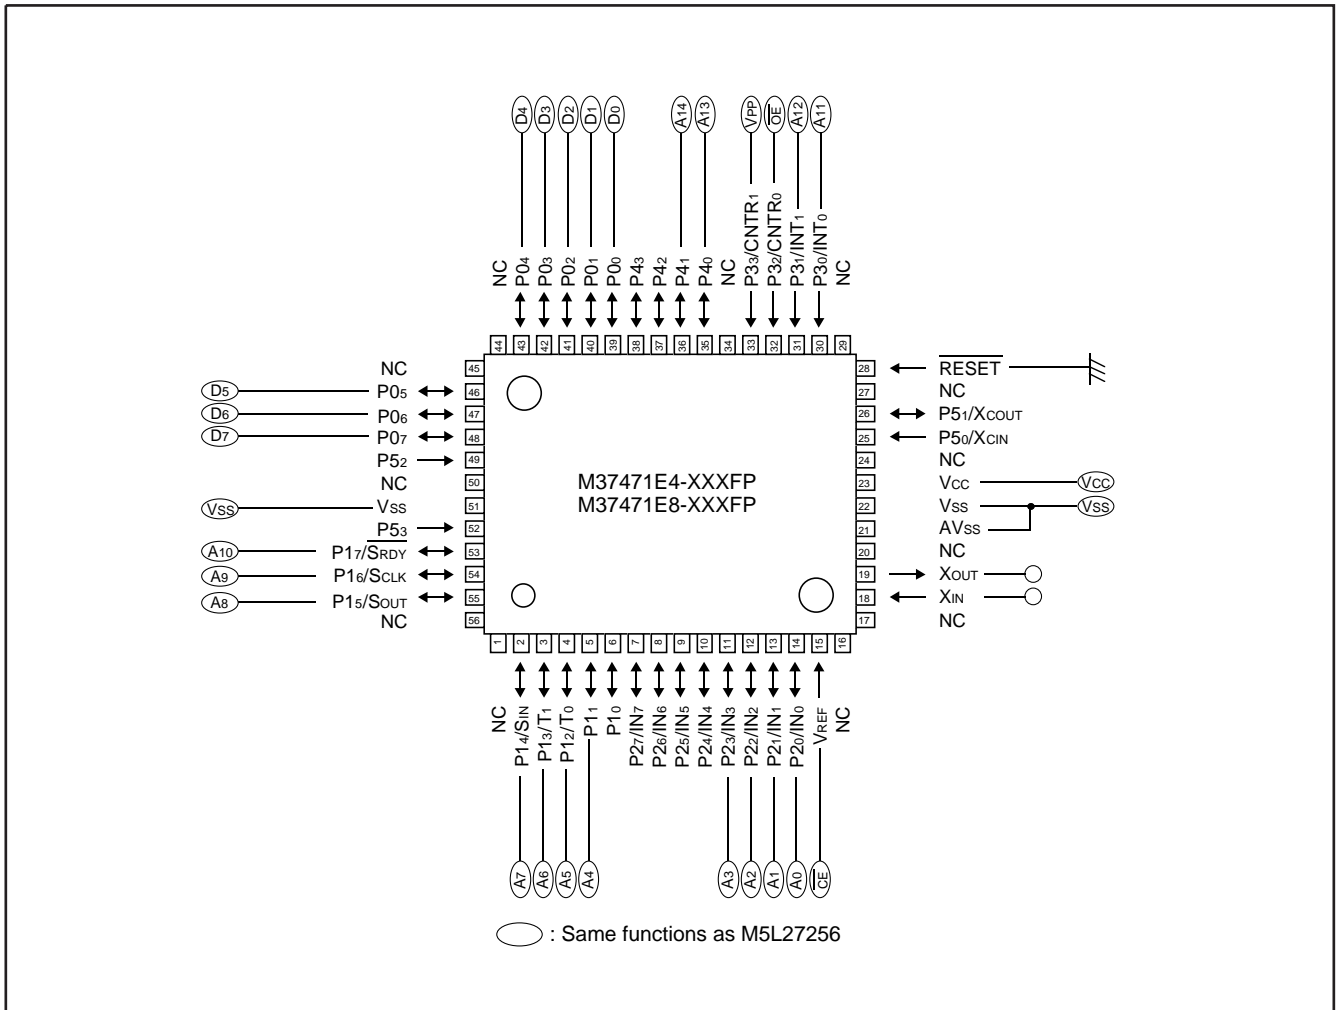 D4 D3 D2 D1 D0 A14 A13 VPP OE A12 A11
NC P04 P03 P02 P01 P00 P43 P42 P41 P40 NC P33/CNTR1 P32/CNTR0 P31/INT1 P30/INT0 NC
44 43 42 41 40 39 38 37 36 35 34 33 32 31 30 29
NC 45 28 RESET
D5 P05 46 27 NC
D6 P06 47 26 P51/XCOUT
D7 P07 48 25 P50/XCIN
P52 49 24 NC
NC 50 M37471E4-XXXFP 23 VCC VCC
VSS VSS 51 M37471E8-XXXFP 22 VSS VSS
P53 52 21 AVSS
A10 P17/SRDY 53 20 NC
A9 P16/SCLK 54 19 XOUT
A8 P15/SOUT 55 18 XIN
NC 56 17 NC
1 2 3 4 5 6 7 8 9 10 11 12 13 14 15 16
NC P14/SIN P13/T1 P12/T0 P11 P10 P27/IN7 P26/IN6 P25/IN5 P24/IN4 P23/IN3 P22/IN2 P21/IN1 P20/IN0 VREF NC
A7 A6 A5 A4 A3 A2 A1 A0 CE
: Same functions as M5L27256